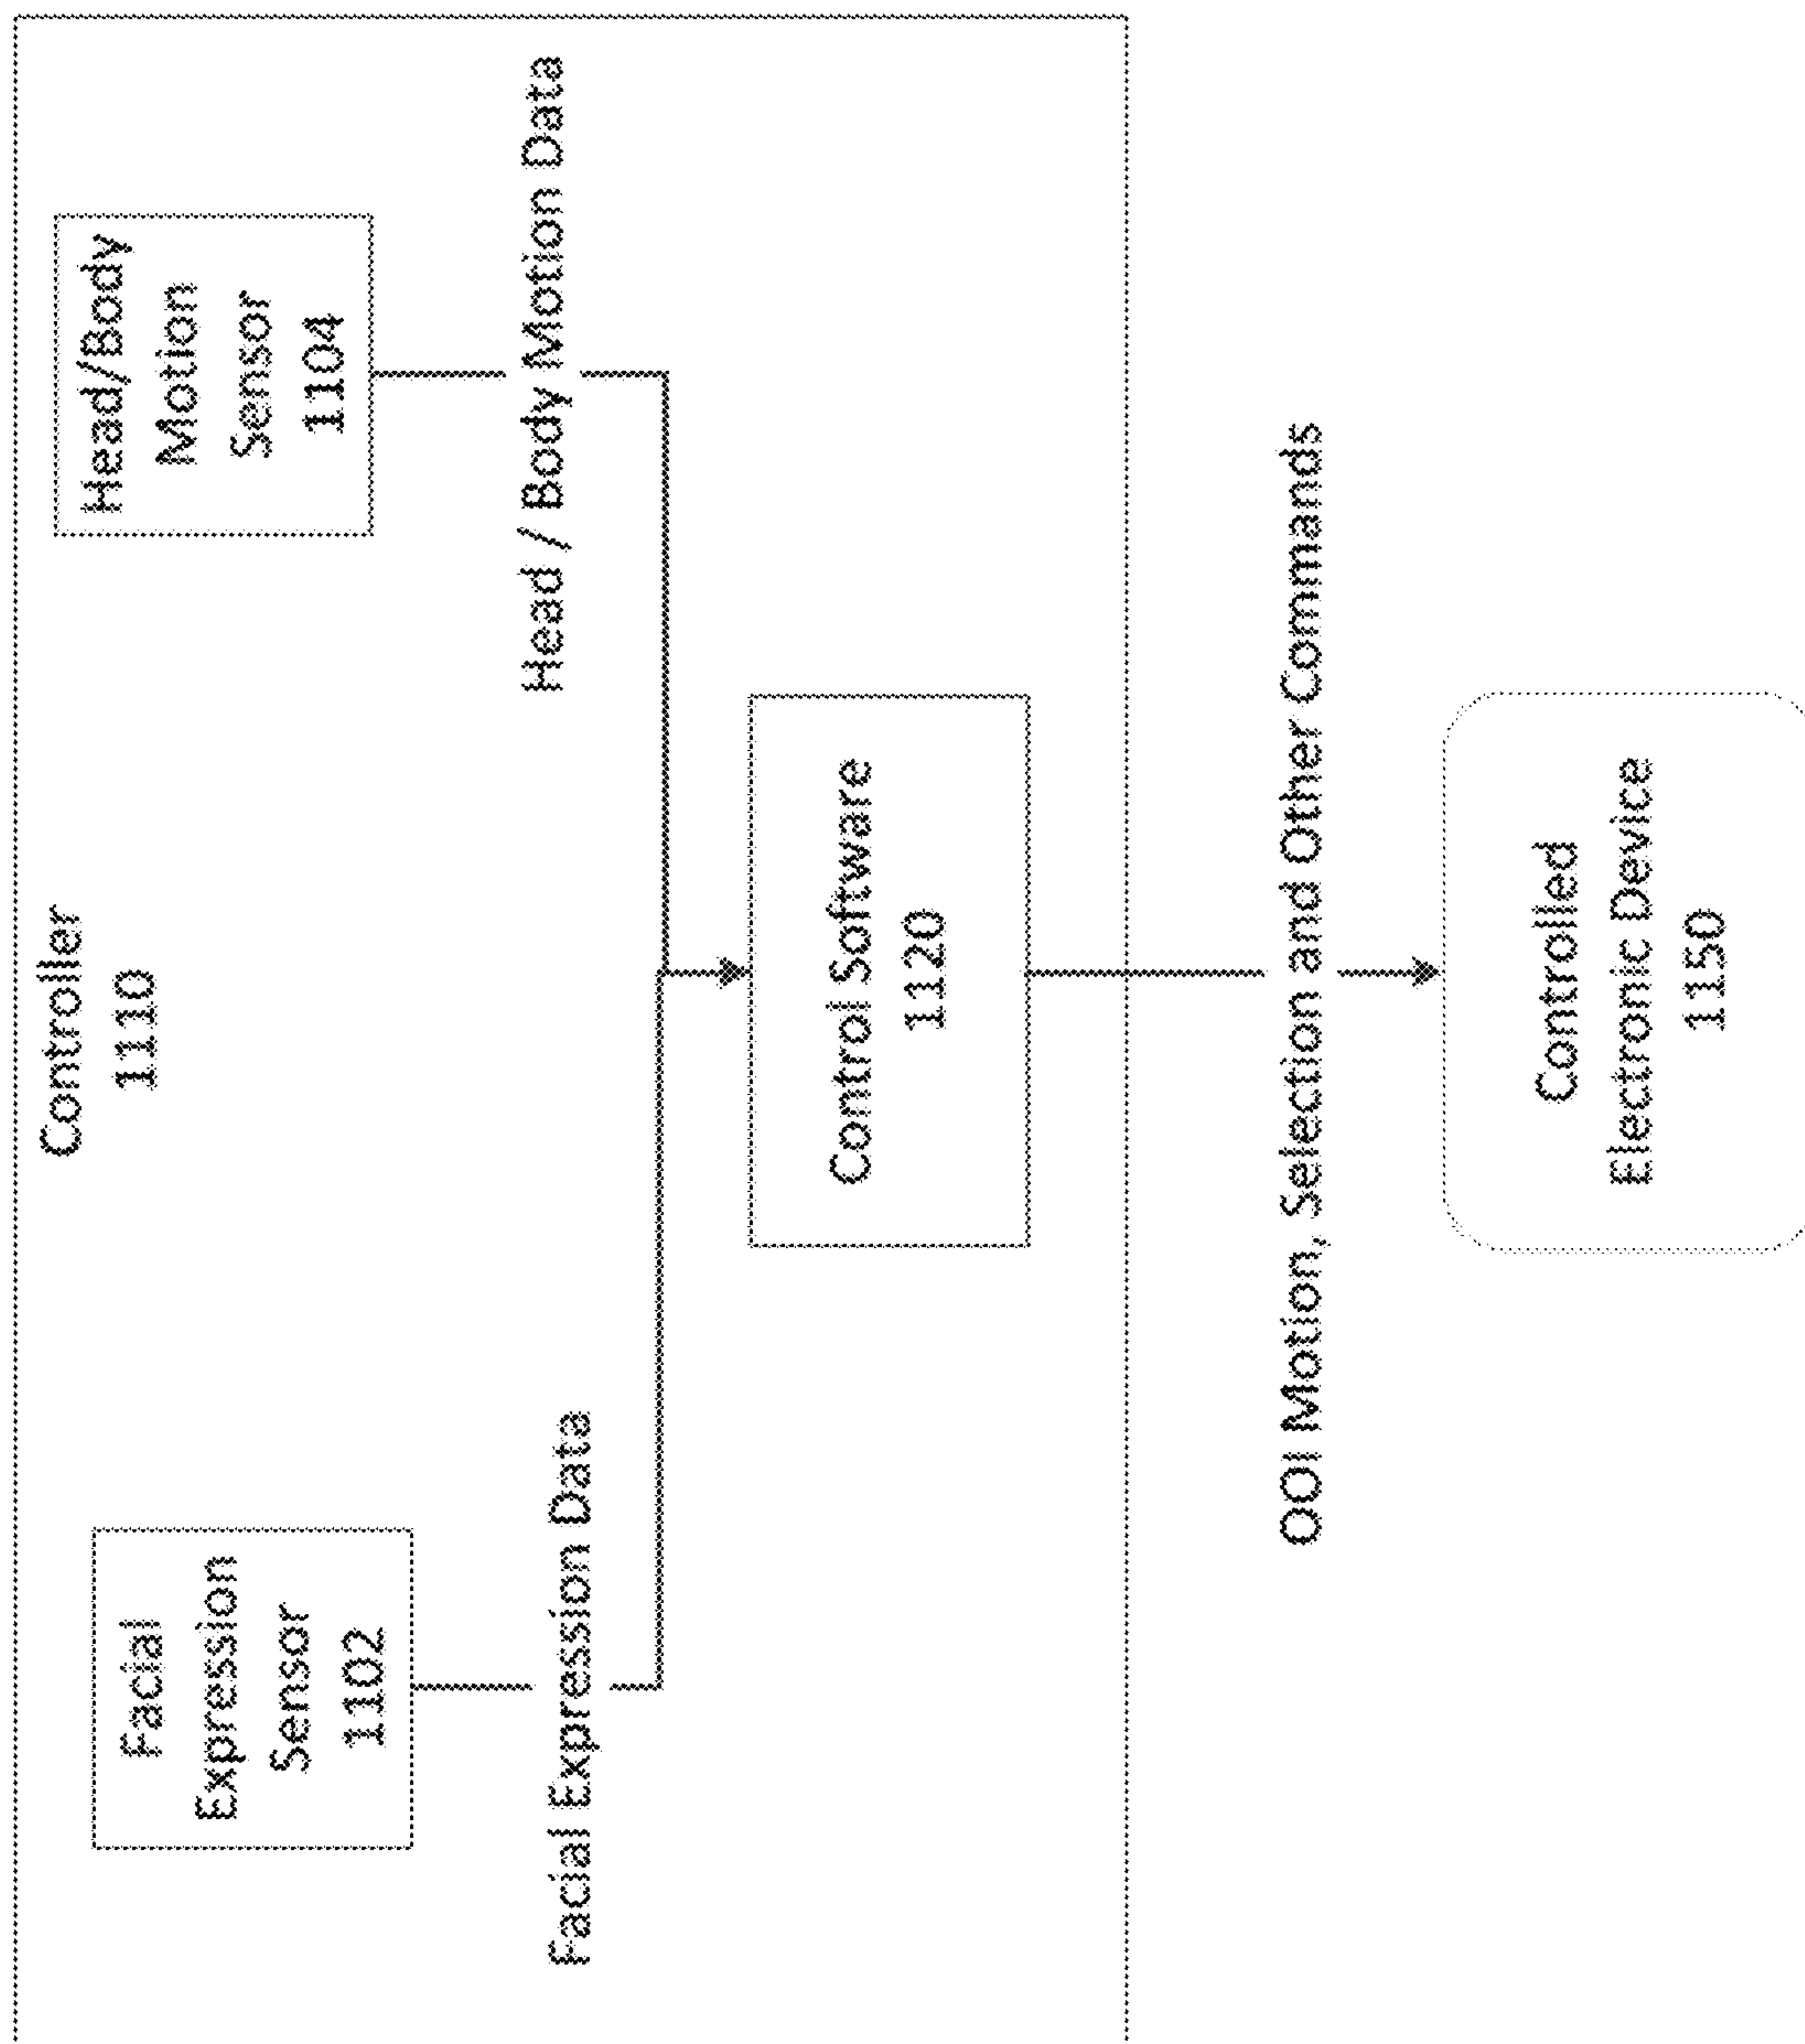 Controller
1110
Facial
Expression
Sensor
1102
Head/Body
Motion
Sensor
1104
Facial Expression Data
Head / Body Motion Data
Control Software
1120
OOI Motion, Selection and Other Commands
Controlled
Electronic Device
1150